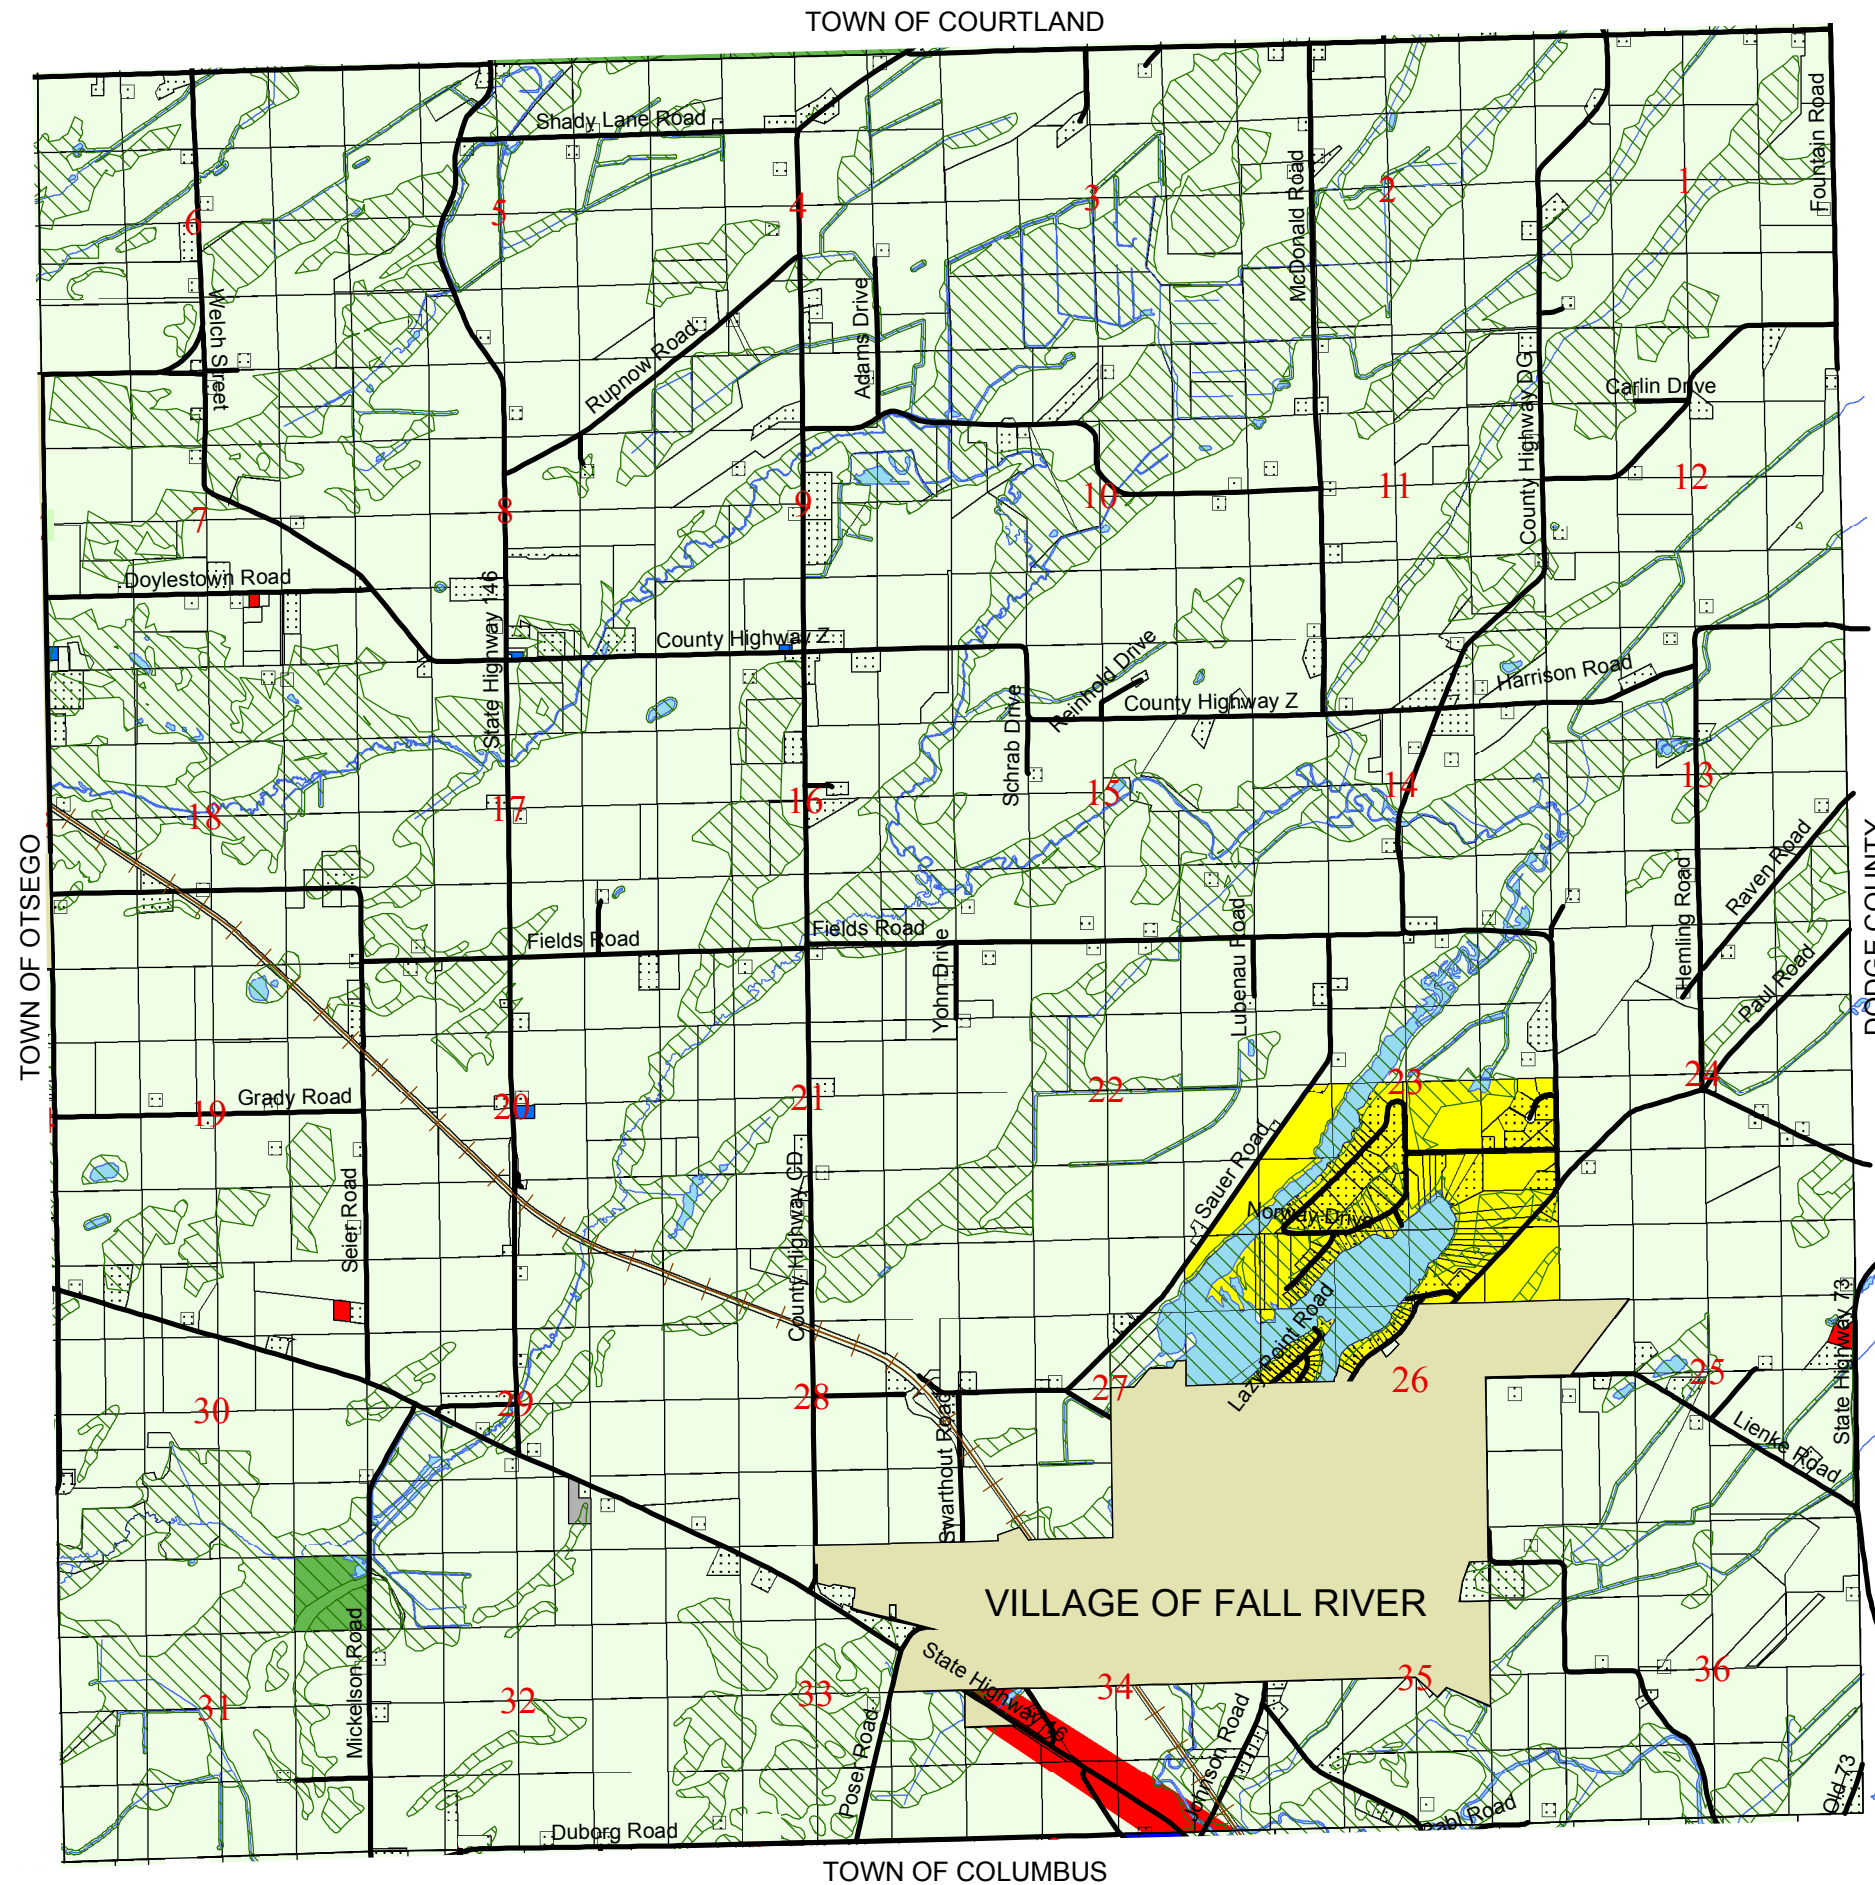 TOWN OF COURTLAND
Shady Lane Road
Fountain Road
McDonald Road
6
5
4
3
2
1
Welch Street
Rupnow Road
Adams Drive
County Highway DG
Carlin Drive
7
8
9
10
11
12
Doylestown Road
State Highway 146
County Highway Z
Reinhold Drive
Schrab Drive
County Highway Z
Harrison Road
18
17
16
15
14
13
TOWN OF OTSEGO
DODGE COUNTY
Fields Road
Fields Road
Yohn Drive
Lubenau Road
Hemling Road
Raven Road
Paul Road
Grady Road
19
20
21
22
23
24
Seier Road
County Highway CD
Sauer Road
Norway Drive
Lazy Point Road
State Highway 73
30
29
28
27
26
25
Swarthout Road
Lienke Road
VILLAGE OF FALL RIVER
Mickelson Road
State Highway 16
31
32
33
34
35
36
Poser Road
Johnson Road
Old 73
Duborg Road
TOWN OF COLUMBUS